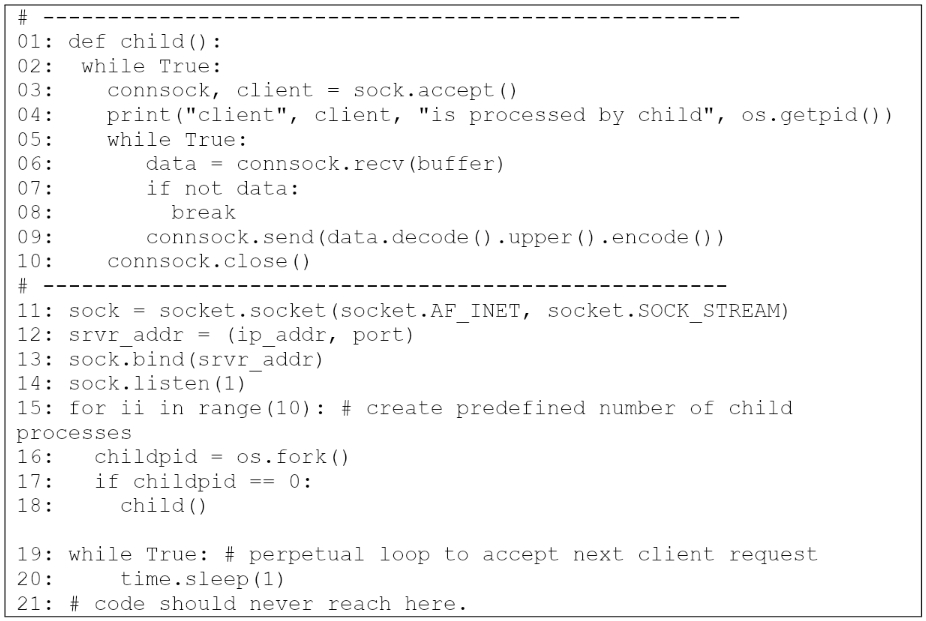 # ------------------------------------------------------
01: def child():
02:  while True:
03:    connsock, client = sock.accept()
04:    print("client", client, "is processed by child", os.getpid())
05:    while True:
06:       data = connsock.recv(buffer)
07:       if not data:
08:         break
09:       connsock.send(data.decode().upper().encode())
10:    connsock.close()
# -----------------------------------------------------
11: sock = socket.socket(socket.AF_INET, socket.SOCK_STREAM)
12: srvr_addr = (ip_addr, port)
13: sock.bind(srvr_addr)
14: sock.listen(1)
15: for ii in range(10): # create predefined number of child
processes
16:   childpid = os.fork()
17:   if childpid == 0:
18:     child()
19: while True: # perpetual loop to accept next client request
20:     time.sleep(1)
21: # code should never reach here.